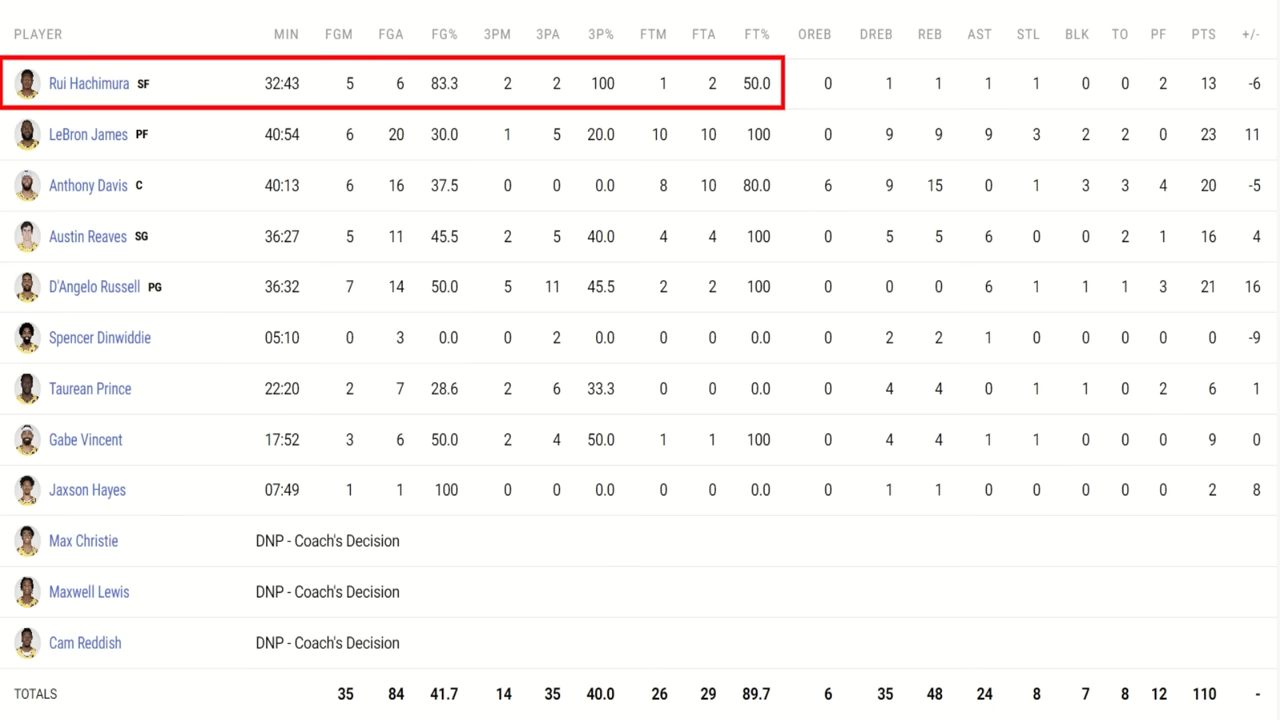 PLAYER MIN FGM FGA FG% 3PM 3PA 3P% FTM FTA FT% OREB DREB REB AST STL BLK TO PF PTS +/-
Rui Hachimura SF 32:43 5 6 83.3 2 2 100 1 2 50.0 0 1 1 1 1 0 0 2 13 -6
LeBron James PF 40:54 6 20 30.0 1 5 20.0 10 10 100 0 9 9 9 3 2 2 0 23 11
Anthony Davis C 40:13 6 16 37.5 0 0 0.0 8 10 80.0 6 9 15 0 1 3 3 4 20 -5
Austin Reaves SG 36:27 5 11 45.5 2 5 40.0 4 4 100 0 5 5 6 0 0 2 1 16 4
D'Angelo Russell PG 36:32 7 14 50.0 5 11 45.5 2 2 100 0 0 0 6 1 1 1 3 21 16
Spencer Dinwiddie 05:10 0 3 0.0 0 2 0.0 0 0 0.0 0 2 2 1 0 0 0 0 0 -9
Taurean Prince 22:20 2 7 28.6 2 6 33.3 0 0 0.0 0 4 4 0 1 1 0 2 6 1
Gabe Vincent 17:52 3 6 50.0 2 4 50.0 1 1 100 0 4 4 1 1 0 0 0 9 0
Jaxson Hayes 07:49 1 1 100 0 0 0.0 0 0 0.0 0 1 1 0 0 0 0 0 2 8
Max Christie DNP - Coach's Decision
Maxwell Lewis DNP - Coach's Decision
Cam Reddish DNP - Coach's Decision
TOTALS 35 84 41.7 14 35 40.0 26 29 89.7 6 35 48 24 8 7 8 12 110 -